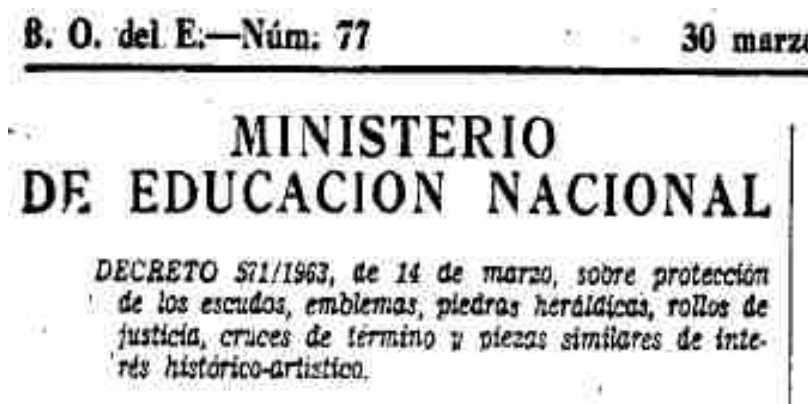 B. O. del E.—Núm. 77
30 marzo
MINISTERIO
DE EDUCACION NACIONAL
DECRETO 571/1963, de 14 de marzo, sobre protección
de los escudos, emblemas, piedras heráldicas, rollos de
justicia, cruces de término y piezas similares de inte-
rés histórico-artístico.